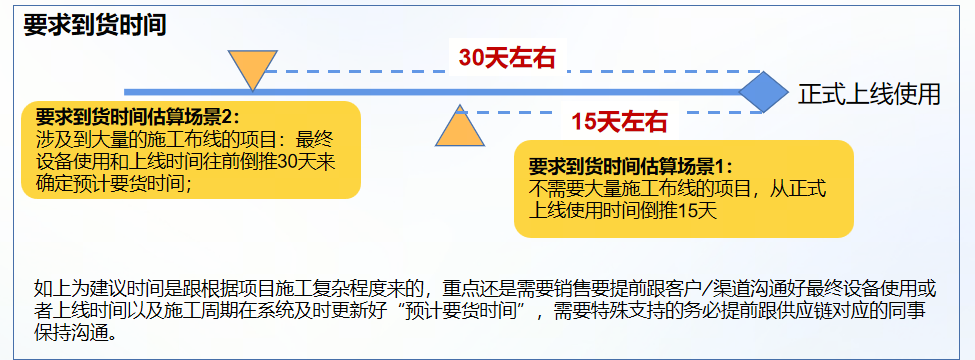 要求到货时间
30天左右
正式上线使用
15天左右
要求到货时间估算场景2：
涉及到大量的施工布线的项目：最终
设备使用和上线时间往前倒推30天来
确定预计要货时间；
要求到货时间估算场景1：
不需要大量施工布线的项目，从正式
上线使用时间倒推15天
如上为建议时间是跟根据项目施工复杂程度来的，重点还是需要销售要提前跟客户/渠道沟通好最终设备使用或
者上线时间以及施工周期在系统及时更新好“预计要货时间”，需要特殊支持的务必提前跟供应链对应的同事
保持沟通。